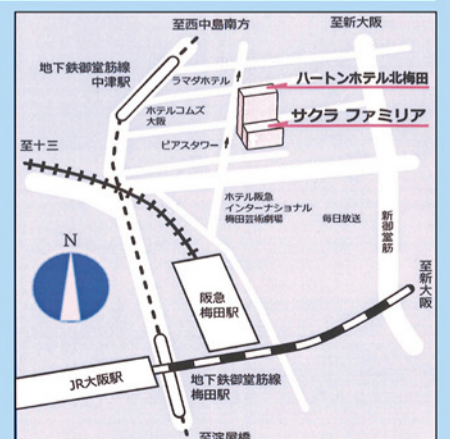 至西中島南方
至新大阪
地下鉄御堂筋線
中津駅
ラマダホテル
ハートンホテル北梅田
ホテルコムズ
大阪
サクラ ファミリア
ピアスタワー
至十三
ホテル阪急
インターナショナル
梅田芸術劇場
毎日放送
新御堂筋
N
至新大阪
阪急
梅田駅
JR大阪駅
地下鉄御堂筋線
梅田駅
至淀屋橋